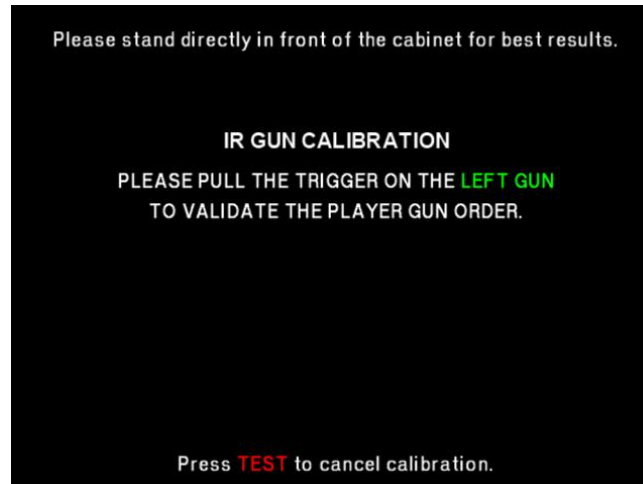 Please stand directly in front of the cabinet for best results.
IR GUN CALIBRATION
PLEASE PULL THE TRIGGER ON THE LEFT GUN
TO VALIDATE THE PLAYER GUN ORDER.
Press TEST to cancel calibration.